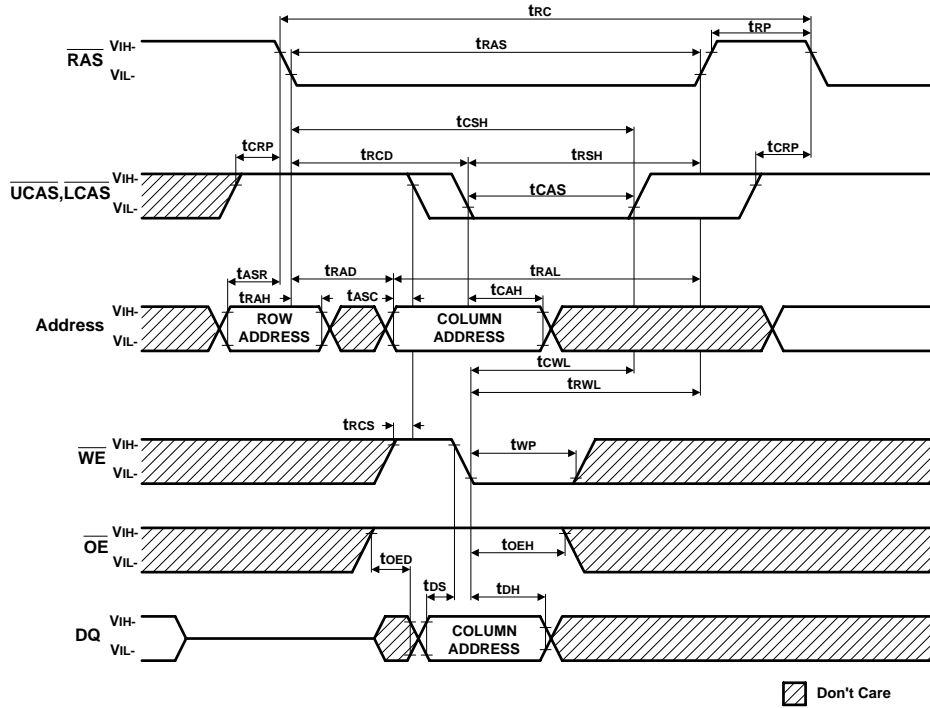 tRC
tRP
VIH-
RAS
VIL-
tRAS
tCSH
tCRP
tRCD
tRSH
tCRP
VIH-
UCAS,LCAS
VIL-
tCAS
tASR
tRAD
tRAL
tRAH
tASC
tCAH
VIH-
Address
VIL-
ROW
ADDRESS
COLUMN
ADDRESS
tCWL
tRWL
tRCS
VIH-
WE
VIL-
tWP
VIH-
OE
VIL-
tOEH
tOED
tDS
tDH
VIH-
DQ
VIL-
COLUMN
ADDRESS
Don't Care